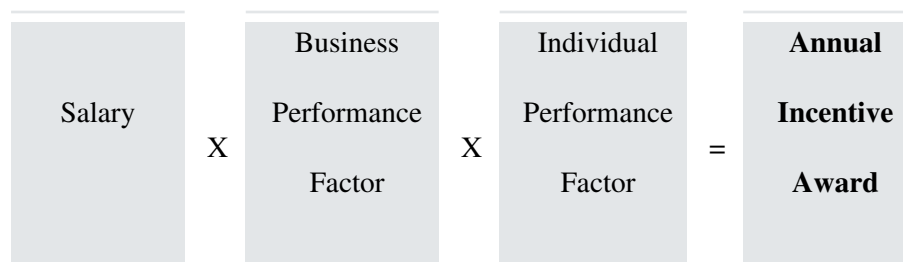 Salary
X
Business
Performance
Factor
X
Individual
Performance
Factor
=
Annual
Incentive
Award